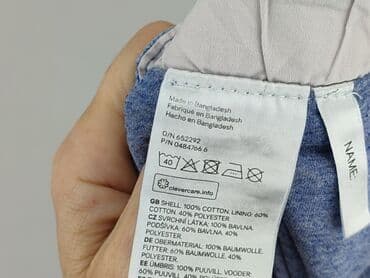 Made in Bangladesh
Fabriqué en Bangladesh
Hecho en Bangladesh
O/N 652292
P/N 0484766.6
40
clevercare.info
GB SHELL: 100% COTTON. LINING: 60%
COTTON. 40% POLYESTER.
CZ SVRCHNÍ LÁTKA: 100% BAVLNA.
PODŠÍVKA: 60% BAVLNA. 40%
POLYESTER.
DE OBERMATERIAL: 100% BAUMWOLLE.
FUTTER: 60% BAUMWOLLE. 40%
POLYESTER.
EE ÜMBRIS: 100% PUUVILL. VOODER:
60% PUUVILL. 40% POLÜESTER.
NAME: